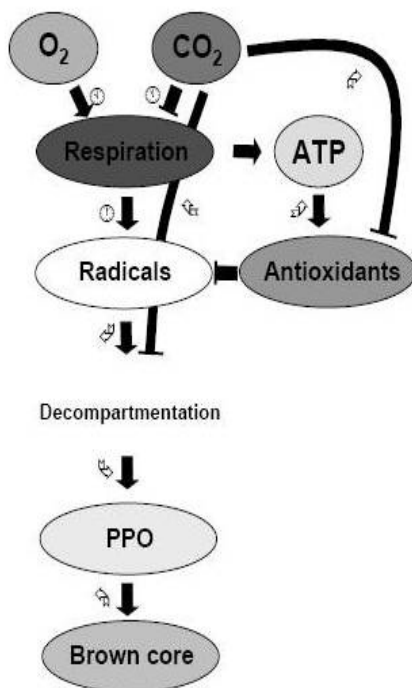 O₂
CO₂
Respiration
ATP
Radicals
Antioxidants
Decompartmentation
PPO
Brown core